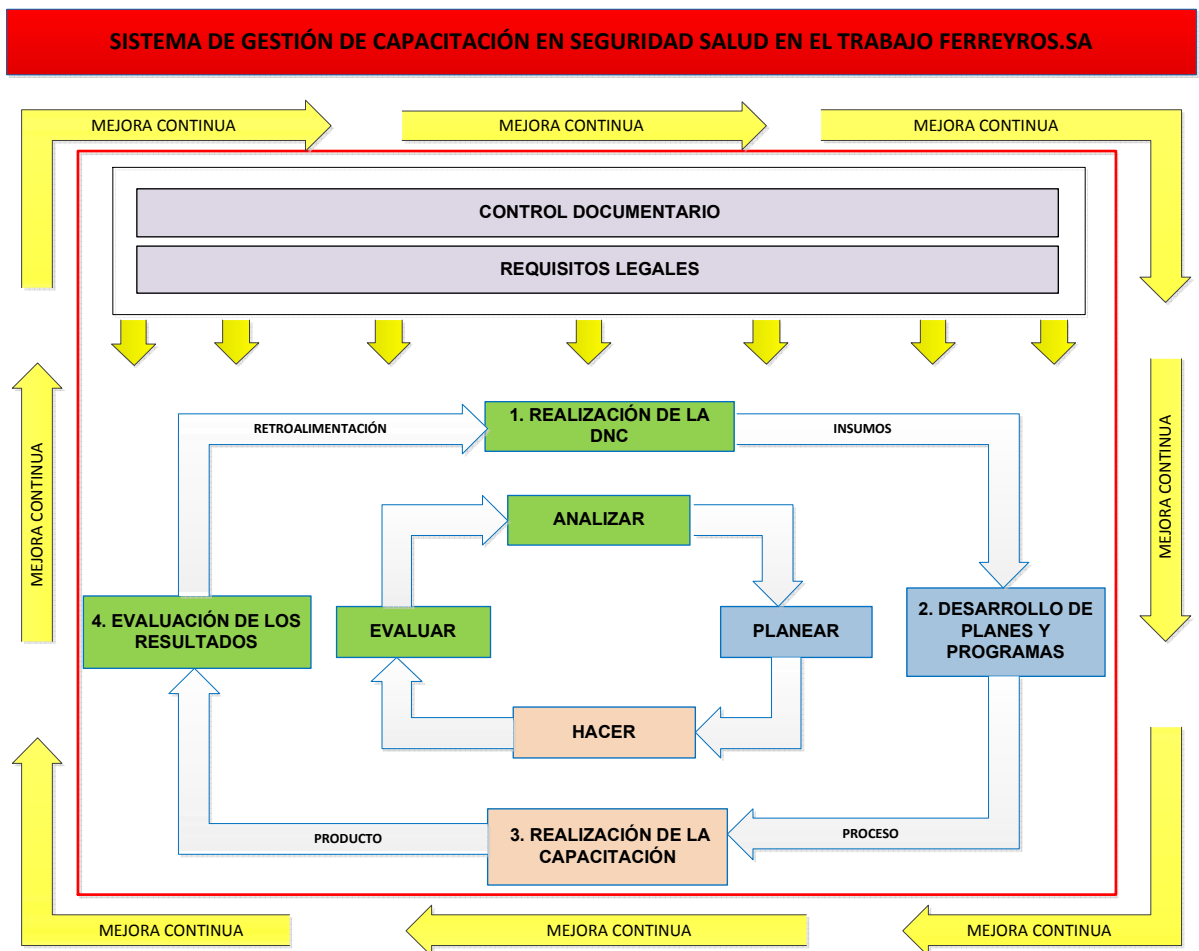 SISTEMA DE GESTIÓN DE CAPACITACIÓN EN SEGURIDAD SALUD EN EL TRABAJO FERREYROS.SA
MEJORA CONTINUA
MEJORA CONTINUA
MEJORA CONTINUA
CONTROL DOCUMENTARIO
REQUISITOS LEGALES
MEJORA CONTINUA
MEJORA CONTINUA
RETROALIMENTACIÓN
1. REALIZACIÓN DE LA
DNC
INSUMOS
ANALIZAR
4. EVALUACIÓN DE LOS
RESULTADOS
EVALUAR
PLANEAR
2. DESARROLLO DE
PLANES Y
PROGRAMAS
HACER
PRODUCTO
3. REALIZACIÓN DE LA
CAPACITACIÓN
PROCESO
MEJORA CONTINUA
MEJORA CONTINUA
MEJORA CONTINUA